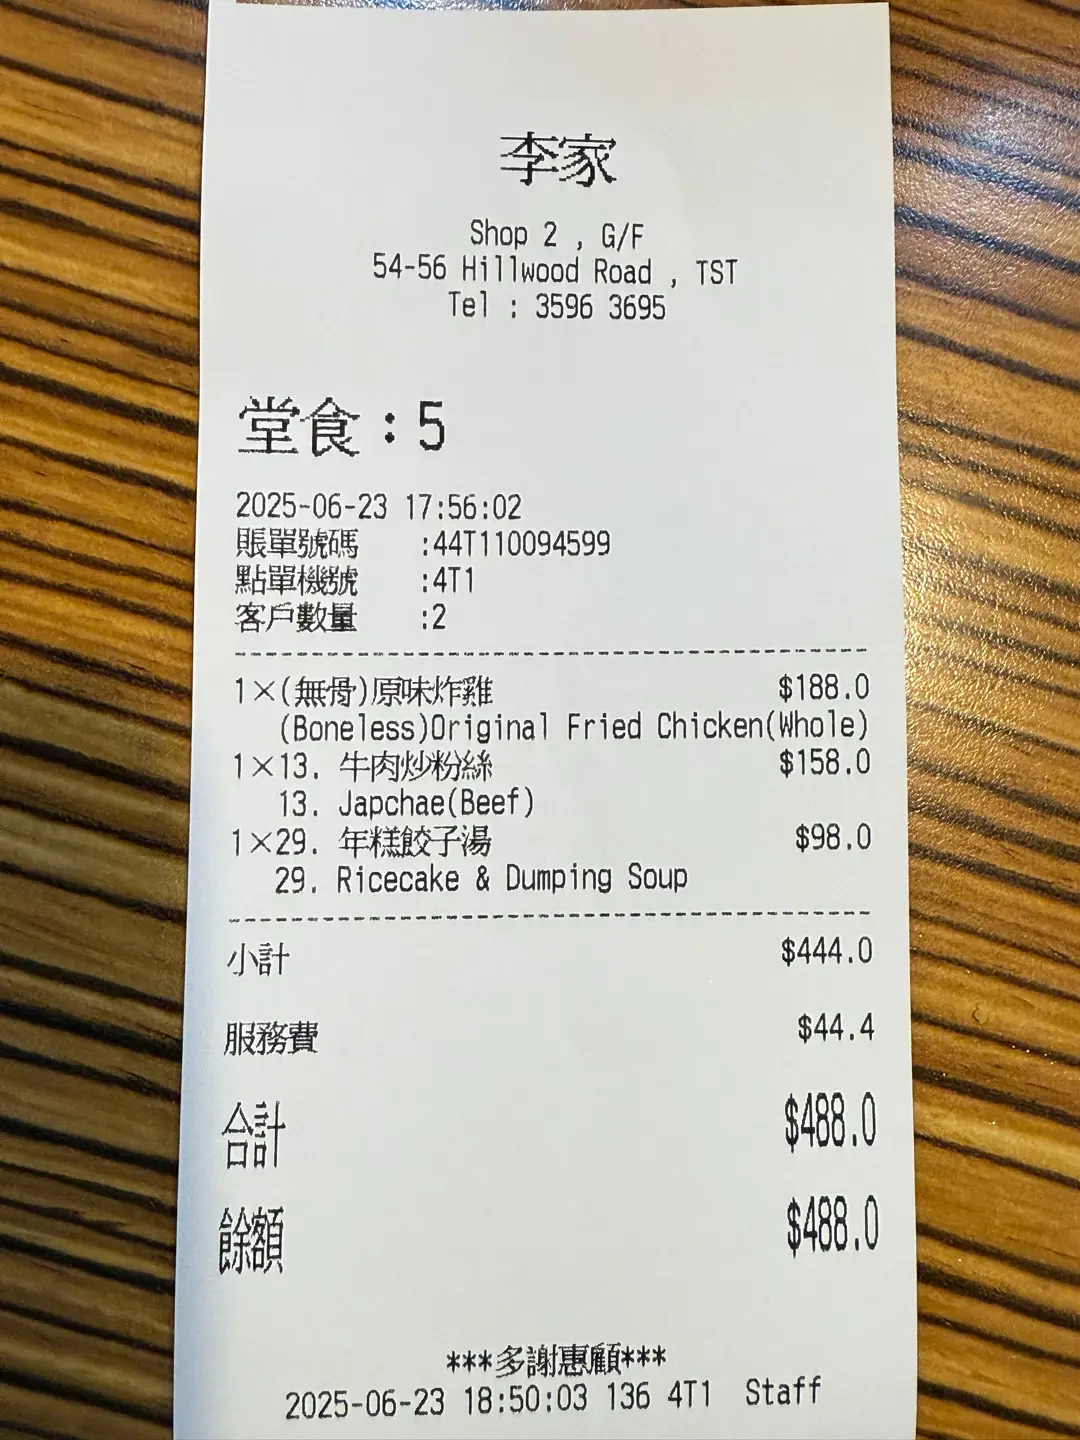 李家
Shop 2 , G/F
54-56 Hillwood Road , TST
Tel : 3596 3695
堂食：5
2025-06-23 17:56:02
賬單號碼 :44T110094599
點單機號 :4T1
客戶數量 :2
1×(無骨)原味炸雞 $188.0
(Boneless)Original Fried Chicken(Whole)
1×13. 牛肉炒粉絲 $158.0
13. Japchae(Beef)
1×29. 年糕餃子湯 $98.0
29. Ricecake & Dumping Soup
小計 $444.0
服務費 $44.4
合計 $488.0
餘額 $488.0
***多謝惠顧***
2025-06-23 18:50:03 136 4T1 Staff